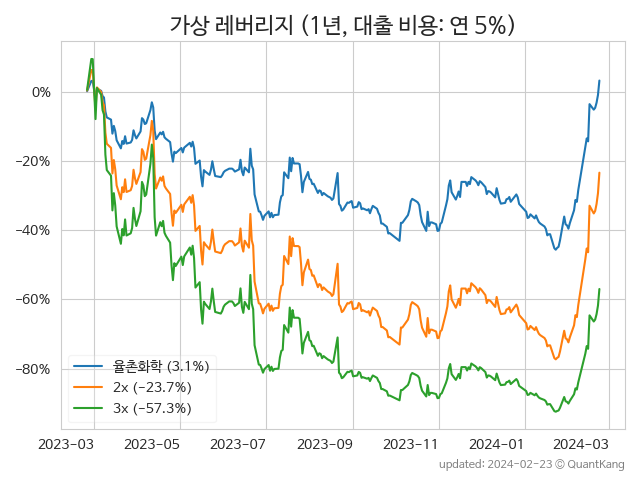 가상 레버리지 (1년, 대출 비용: 연 5%)
0%
−20%
−40%
−60%
−80%
율촌화학 (3.1%)
2x (−23.7%)
3x (−57.3%)
2023-03 2023-05 2023-07 2023-09 2023-11 2024-01 2024-03
updated: 2024-02-23 © QuantKang